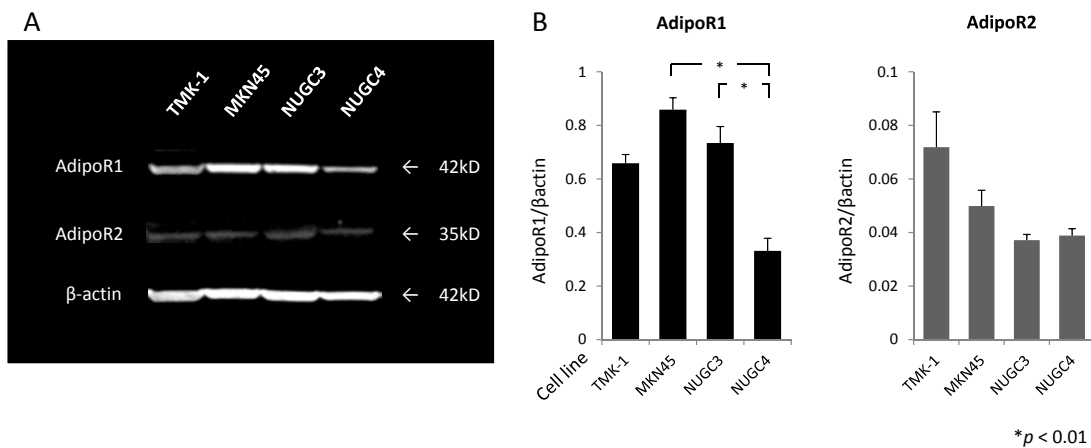 A
TMK-1 MKN45 NUGC3 NUGC4
AdipoR1 ← 42kD
AdipoR2 ← 35kD
β-actin ← 42kD
B
AdipoR1
AdipoR1/βactin
1
0.8
0.6
0.4
0.2
0
*
*
Cell line TMK-1 MKN45 NUGC3 NUGC4
AdipoR2
AdipoR2/βactin
0.1
0.08
0.06
0.04
0.02
0
TMK-1 MKN45 NUGC3 NUGC4
*p < 0.01